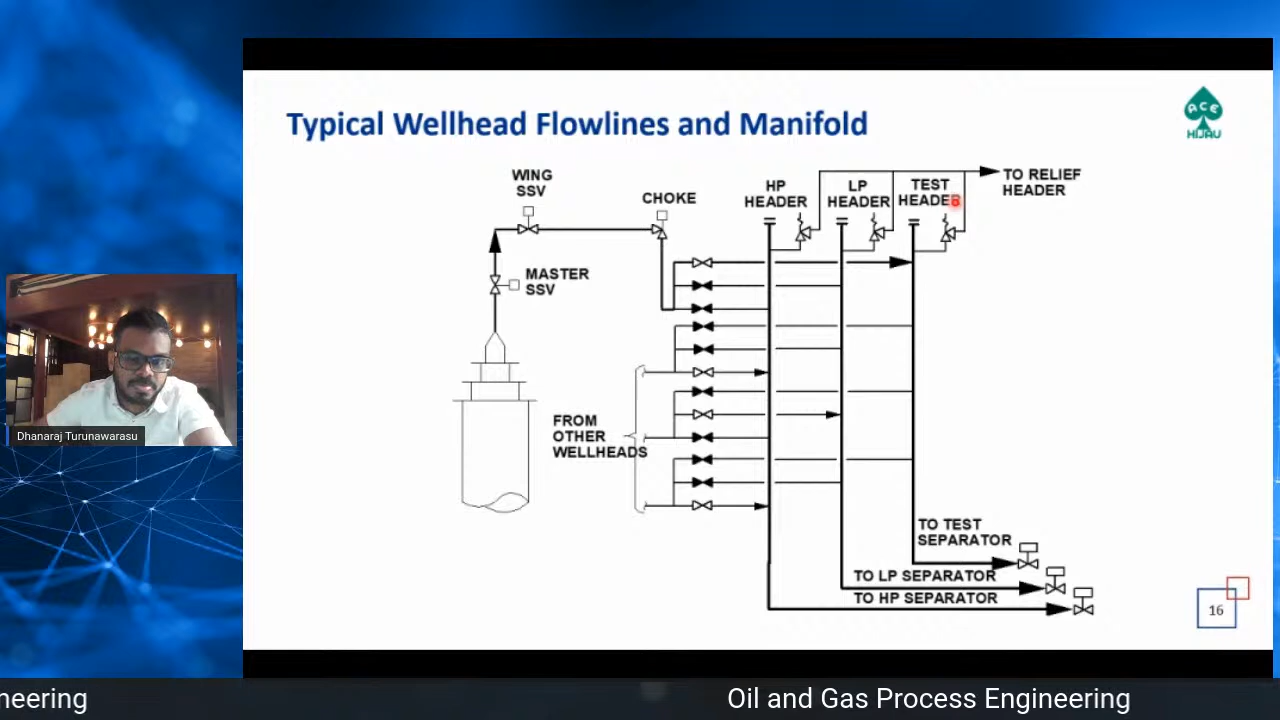 Typical Wellhead Flowlines and Manifold
ACE
HIJAU
WING
SSV
CHOKE
HP
HEADER
LP
HEADER
TEST
HEADER
TO RELIEF
HEADER
MASTER
SSV
FROM
OTHER
WELLHEADS
TO TEST
SEPARATOR
TO LP SEPARATOR
TO HP SEPARATOR
16
Dhanaraj Turunawarasu
neering
Oil and Gas Process Engineering